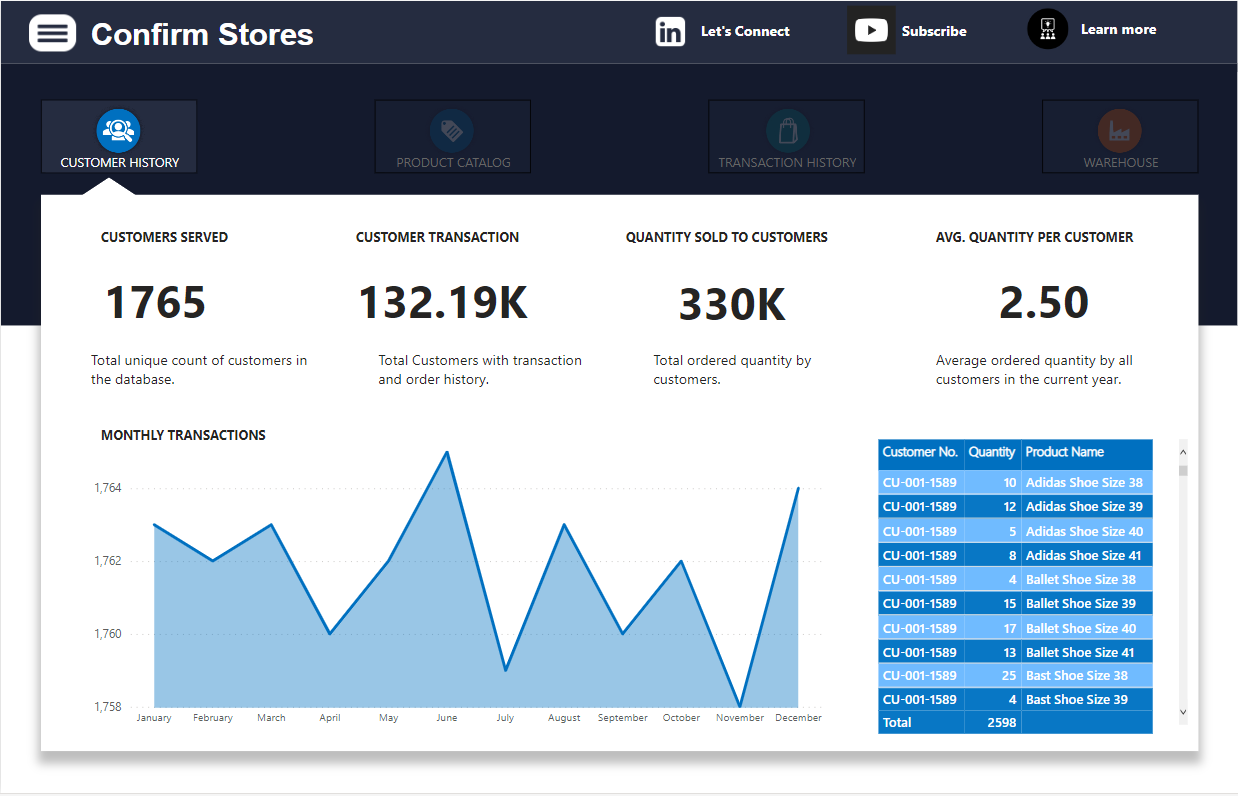 Confirm Stores
in Let's Connect
Subscribe
Learn more
CUSTOMER HISTORY
PRODUCT CATALOG
TRANSACTION HISTORY
WAREHOUSE
CUSTOMERS SERVED
CUSTOMER TRANSACTION
QUANTITY SOLD TO CUSTOMERS
AVG. QUANTITY PER CUSTOMER
1765
132.19K
330K
2.50
Total unique count of customers in
the database.
Total Customers with transaction
and order history.
Total ordered quantity by
customers.
Average ordered quantity by all
customers in the current year.
MONTHLY TRANSACTIONS
1,764
1,762
1,760
1,758
January February March April May June July August September October November December
Customer No. Quantity Product Name
CU-001-1589 10 Adidas Shoe Size 38
CU-001-1589 12 Adidas Shoe Size 39
CU-001-1589 5 Adidas Shoe Size 40
CU-001-1589 8 Adidas Shoe Size 41
CU-001-1589 4 Ballet Shoe Size 38
CU-001-1589 15 Ballet Shoe Size 39
CU-001-1589 17 Ballet Shoe Size 40
CU-001-1589 13 Ballet Shoe Size 41
CU-001-1589 25 Bast Shoe Size 38
CU-001-1589 4 Bast Shoe Size 39
Total 2598